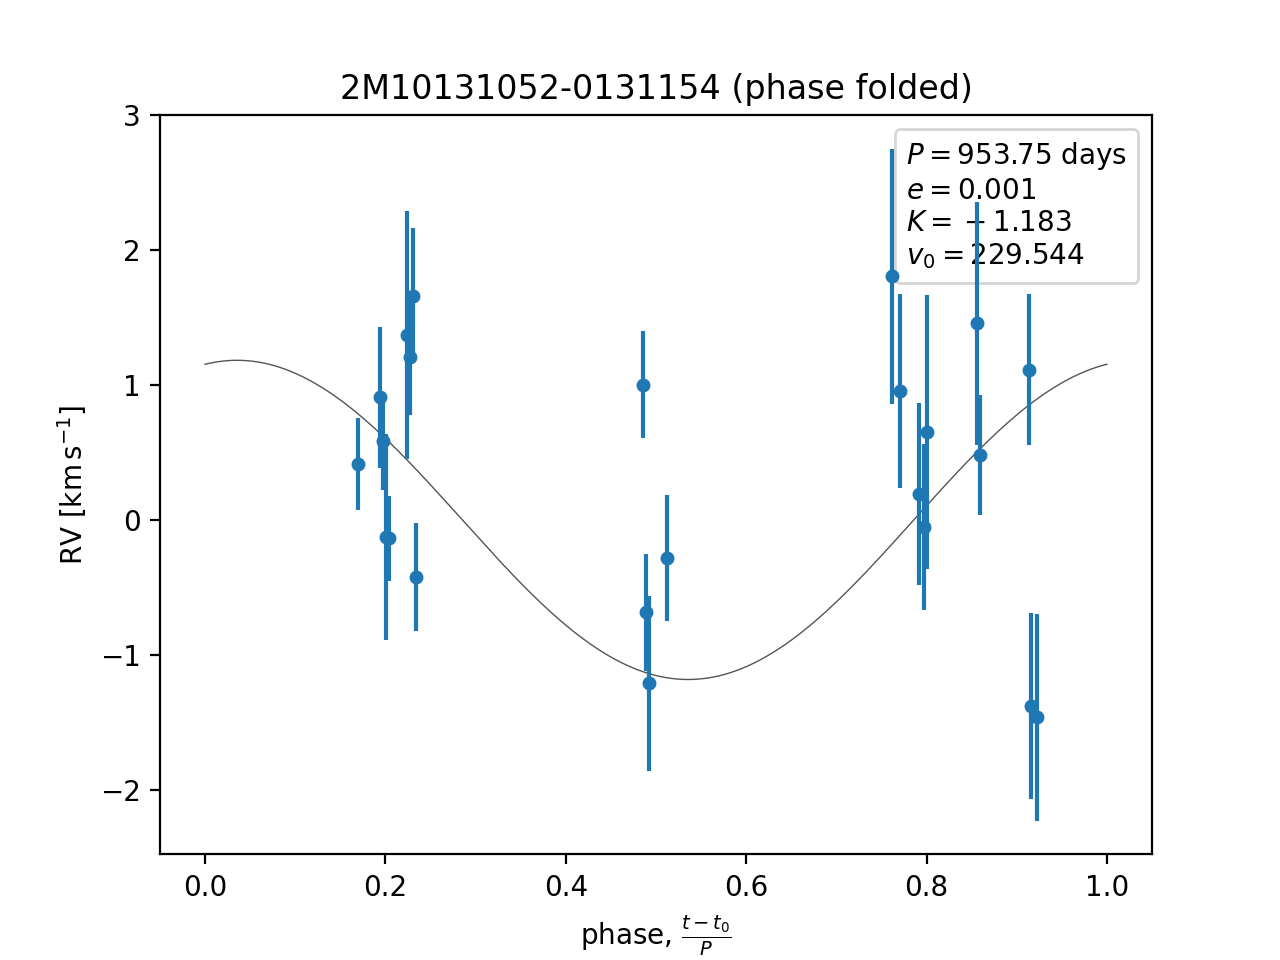 2M10131052-0131154 (phase folded)
P = 953.75 days
e = 0.001
K = −1.183
v₀ = 229.544
3
2
1
0
−1
−2
RV [km s⁻¹]
0.0 0.2 0.4 0.6 0.8 1.0
phase, (t − t₀)/P